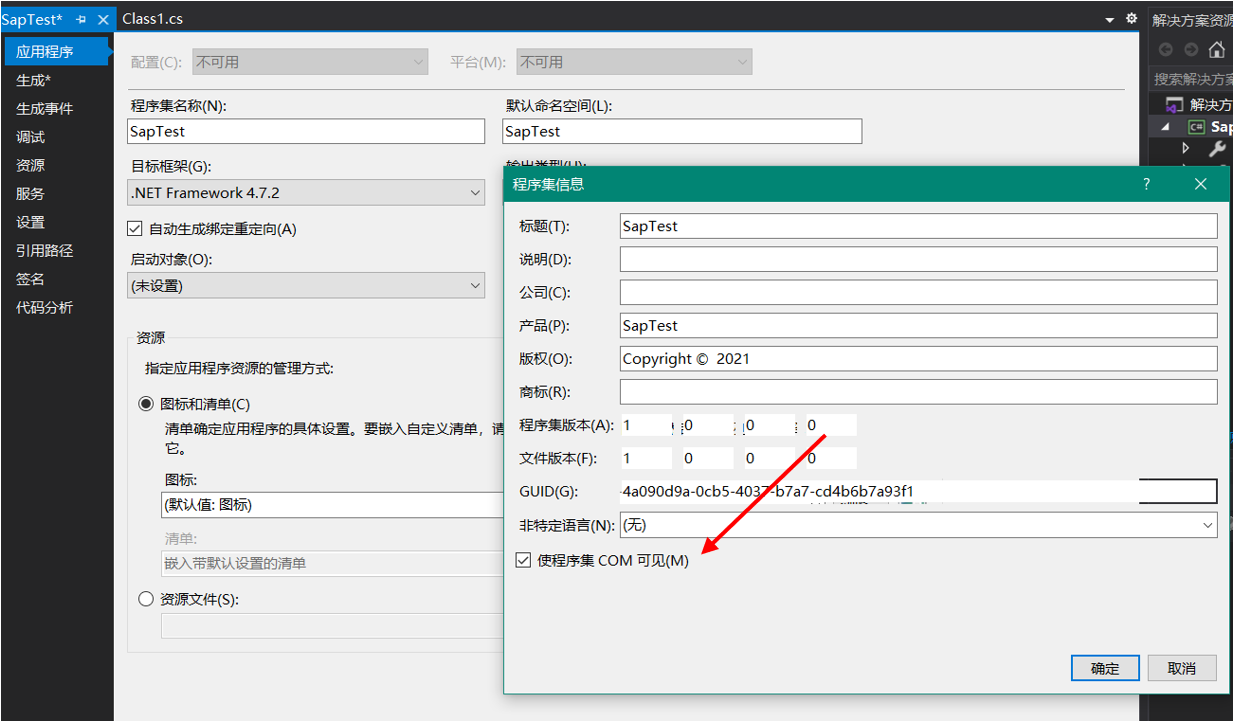 SapTest*
Class1.cs
解决方案资源
应用程序
生成*
生成事件
调试
资源
服务
设置
引用路径
签名
代码分析
配置(C):
不可用
平台(M):
不可用
程序集名称(N):
默认命名空间(L):
SapTest
SapTest
目标框架(G):
输出类型(U):
.NET Framework 4.7.2
自动生成绑定重定向(A)
启动对象(O):
(未设置)
资源
指定应用程序资源的管理方式:
图标和清单(C)
清单确定应用程序的具体设置。要嵌入自定义清单，请
它。
图标:
(默认值: 图标)
清单:
嵌入带默认设置的清单
资源文件(S):
程序集信息
?
标题(T):
SapTest
说明(D):
公司(C):
产品(P):
SapTest
版权(O):
Copyright © 2021
商标(R):
程序集版本(A):
1 0 0 0
文件版本(F):
1 0 0 0
GUID(G):
4a090d9a-0cb5-4037-b7a7-cd4b6b7a93f1
非特定语言(N):
(无)
使程序集 COM 可见(M)
确定
取消
搜索解决方案
解决方
C#
Sap